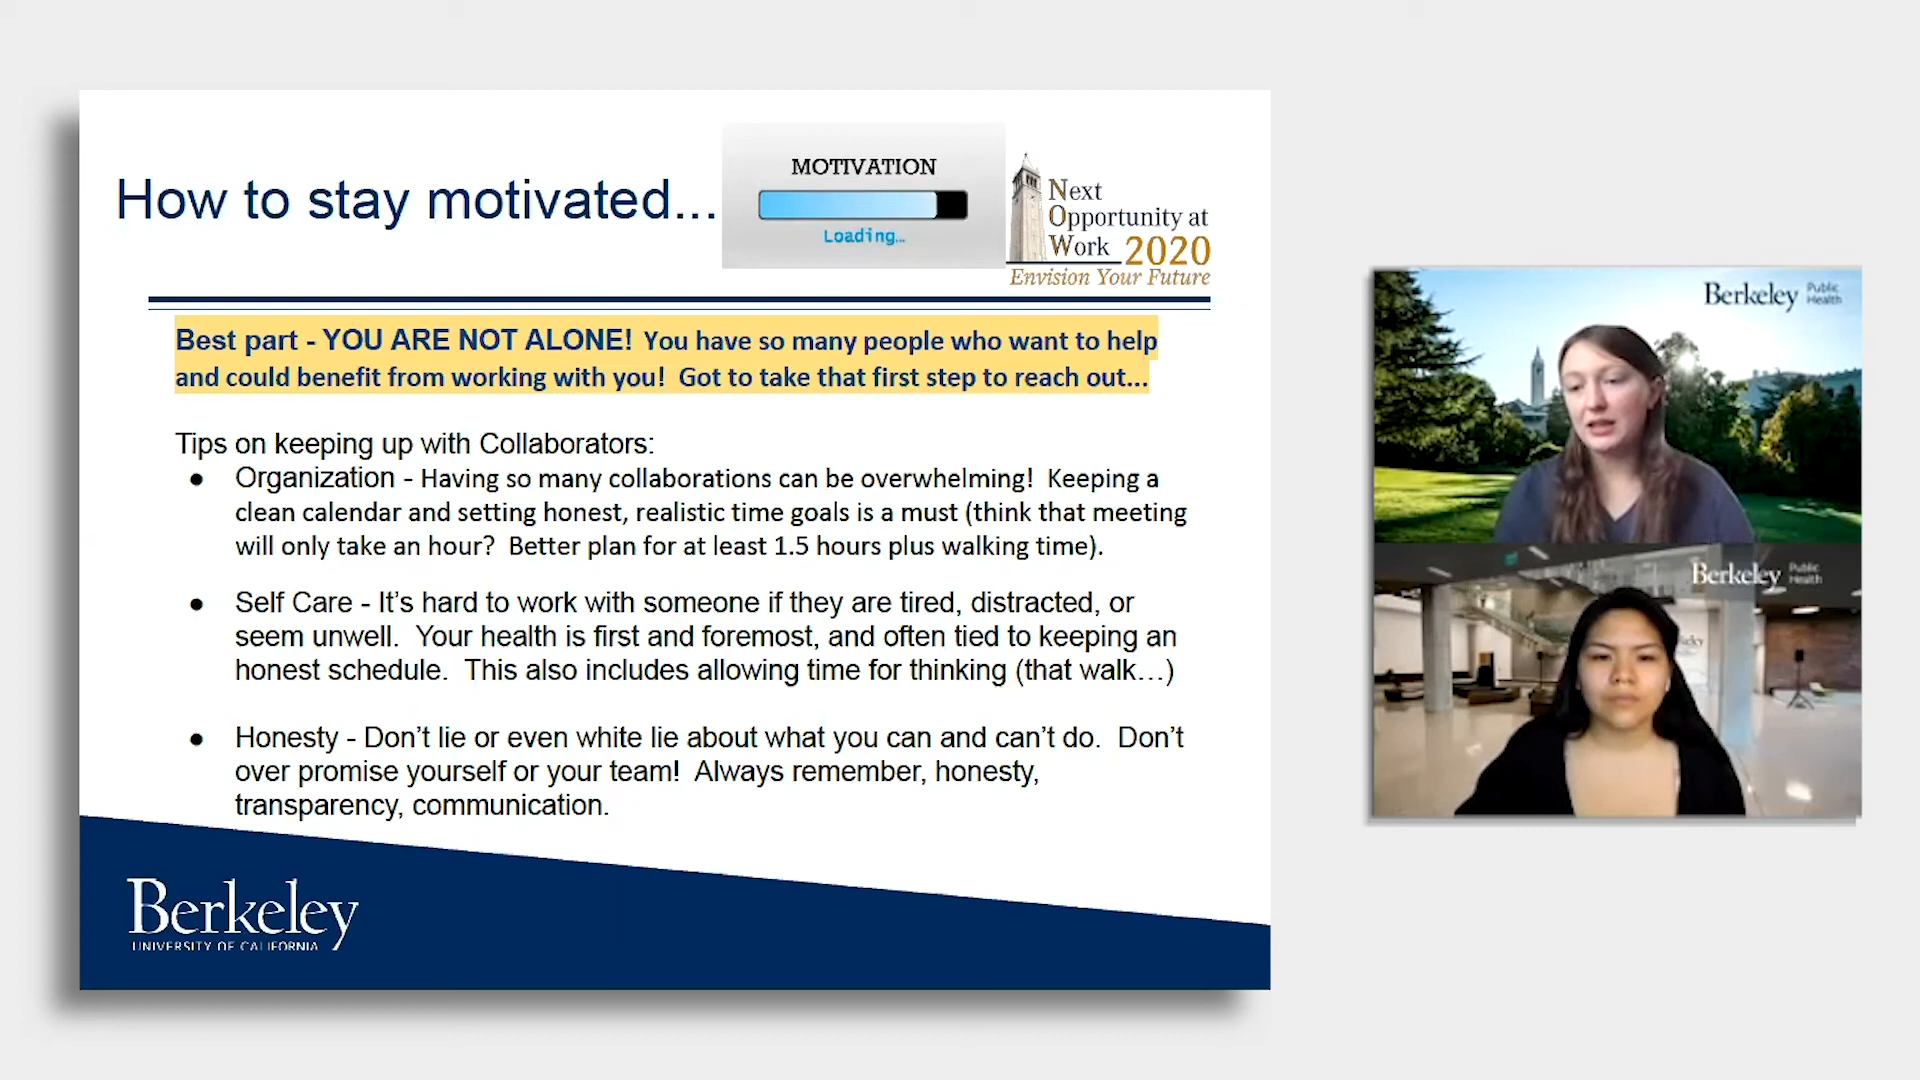 How to stay motivated...
MOTIVATION
Loading...
Next
Opportunity at
Work 2020
Envision Your Future
Best part - YOU ARE NOT ALONE! You have so many people who want to help
and could benefit from working with you! Got to take that first step to reach out...
Tips on keeping up with Collaborators:
● Organization - Having so many collaborations can be overwhelming! Keeping a
clean calendar and setting honest, realistic time goals is a must (think that meeting
will only take an hour? Better plan for at least 1.5 hours plus walking time).
● Self Care - It's hard to work with someone if they are tired, distracted, or
seem unwell. Your health is first and foremost, and often tied to keeping an
honest schedule. This also includes allowing time for thinking (that walk…)
● Honesty - Don't lie or even white lie about what you can and can't do. Don't
over promise yourself or your team! Always remember, honesty,
transparency, communication.
Berkeley
UNIVERSITY OF CALIFORNIA
Berkeley Public
Health
Berkeley Public
Health